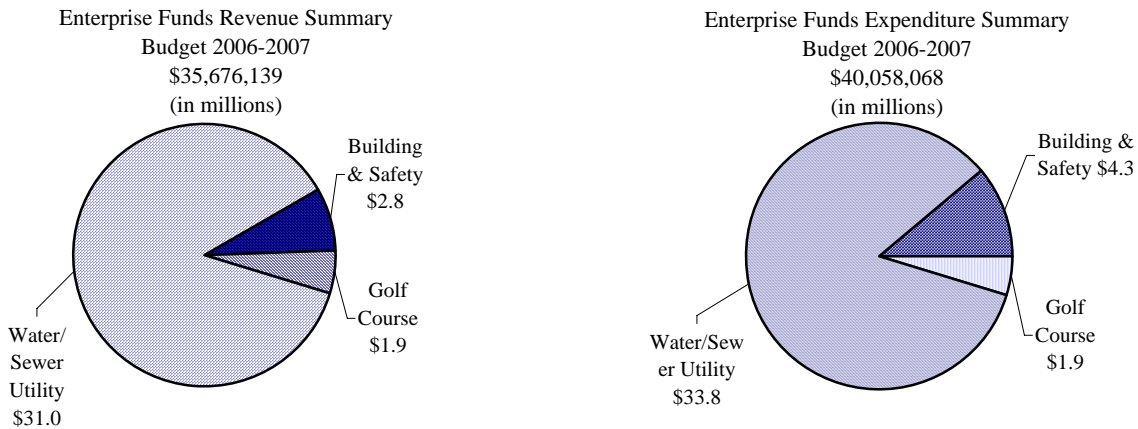 Enterprise Funds Revenue Summary
Budget 2006-2007
$35,676,139
(in millions)
Building
& Safety
$2.8
Golf
Course
$1.9
Water/
Sewer
Utility
$31.0
Enterprise Funds Expenditure Summary
Budget 2006-2007
$40,058,068
(in millions)
Building &
Safety $4.3
Golf
Course
$1.9
Water/Sew
er Utility
$33.8